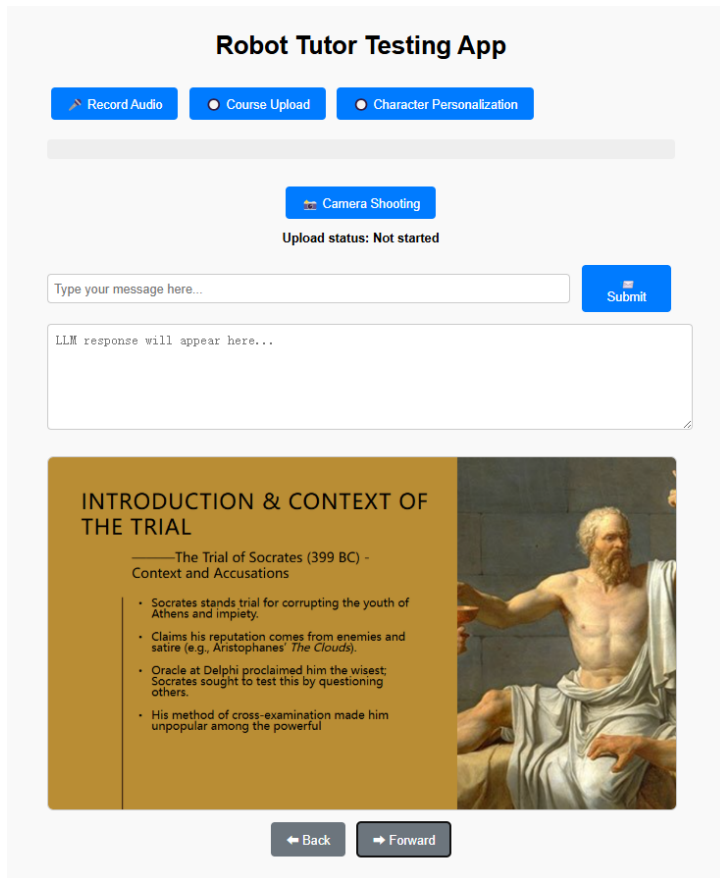 Robot Tutor Testing App
Record Audio
Course Upload
Character Personalization
Camera Shooting
Upload status: Not started
Type your message here...
Submit
LLM response will appear here...
INTRODUCTION & CONTEXT OF
THE TRIAL
———The Trial of Socrates (399 BC) -
Context and Accusations
• Socrates stands trial for corrupting the youth of
Athens and impiety.
• Claims his reputation comes from enemies and
satire (e.g., Aristophanes' The Clouds).
• Oracle at Delphi proclaimed him the wisest;
Socrates sought to test this by questioning
others.
• His method of cross-examination made him
unpopular among the powerful
⬅ Back
➡ Forward